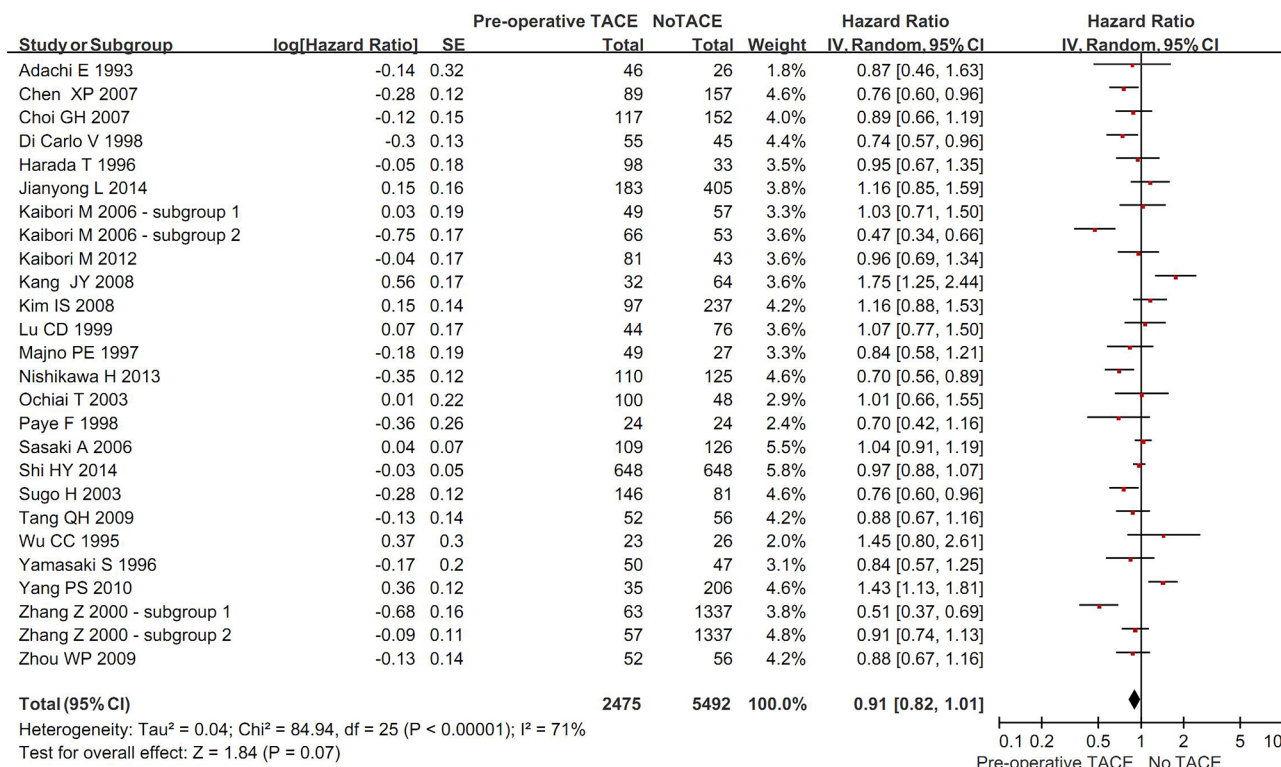 Pre-operative TACE NoTACE Hazard Ratio Hazard Ratio
Study or Subgroup log[Hazard Ratio] SE Total Total Weight IV, Random, 95% CI IV, Random, 95% CI
Adachi E 1993 -0.14 0.32 46 26 1.8% 0.87 [0.46, 1.63]
Chen XP 2007 -0.28 0.12 89 157 4.6% 0.76 [0.60, 0.96]
Choi GH 2007 -0.12 0.15 117 152 4.0% 0.89 [0.66, 1.19]
Di Carlo V 1998 -0.3 0.13 55 45 4.4% 0.74 [0.57, 0.96]
Harada T 1996 -0.05 0.18 98 33 3.5% 0.95 [0.67, 1.35]
Jianyong L 2014 0.15 0.16 183 405 3.8% 1.16 [0.85, 1.59]
Kaibori M 2006 - subgroup 1 0.03 0.19 49 57 3.3% 1.03 [0.71, 1.50]
Kaibori M 2006 - subgroup 2 -0.75 0.17 66 53 3.6% 0.47 [0.34, 0.66]
Kaibori M 2012 -0.04 0.17 81 43 3.6% 0.96 [0.69, 1.34]
Kang JY 2008 0.56 0.17 32 64 3.6% 1.75 [1.25, 2.44]
Kim IS 2008 0.15 0.14 97 237 4.2% 1.16 [0.88, 1.53]
Lu CD 1999 0.07 0.17 44 76 3.6% 1.07 [0.77, 1.50]
Majno PE 1997 -0.18 0.19 49 27 3.3% 0.84 [0.58, 1.21]
Nishikawa H 2013 -0.35 0.12 110 125 4.6% 0.70 [0.56, 0.89]
Ochiai T 2003 0.01 0.22 100 48 2.9% 1.01 [0.66, 1.55]
Paye F 1998 -0.36 0.26 24 24 2.4% 0.70 [0.42, 1.16]
Sasaki A 2006 0.04 0.07 109 126 5.5% 1.04 [0.91, 1.19]
Shi HY 2014 -0.03 0.05 648 648 5.8% 0.97 [0.88, 1.07]
Sugo H 2003 -0.28 0.12 146 81 4.6% 0.76 [0.60, 0.96]
Tang QH 2009 -0.13 0.14 52 56 4.2% 0.88 [0.67, 1.16]
Wu CC 1995 0.37 0.3 23 26 2.0% 1.45 [0.80, 2.61]
Yamasaki S 1996 -0.17 0.2 50 47 3.1% 0.84 [0.57, 1.25]
Yang PS 2010 0.36 0.12 35 206 4.6% 1.43 [1.13, 1.81]
Zhang Z 2000 - subgroup 1 -0.68 0.16 63 1337 3.8% 0.51 [0.37, 0.69]
Zhang Z 2000 - subgroup 2 -0.09 0.11 57 1337 4.8% 0.91 [0.74, 1.13]
Zhou WP 2009 -0.13 0.14 52 56 4.2% 0.88 [0.67, 1.16]
Total (95% CI) 2475 5492 100.0% 0.91 [0.82, 1.01]
Heterogeneity: Tau² = 0.04; Chi² = 84.94, df = 25 (P < 0.00001); I² = 71%
Test for overall effect: Z = 1.84 (P = 0.07)
0.1 0.2 0.5 1 2 5 10
Pre-operative TACE No TACE